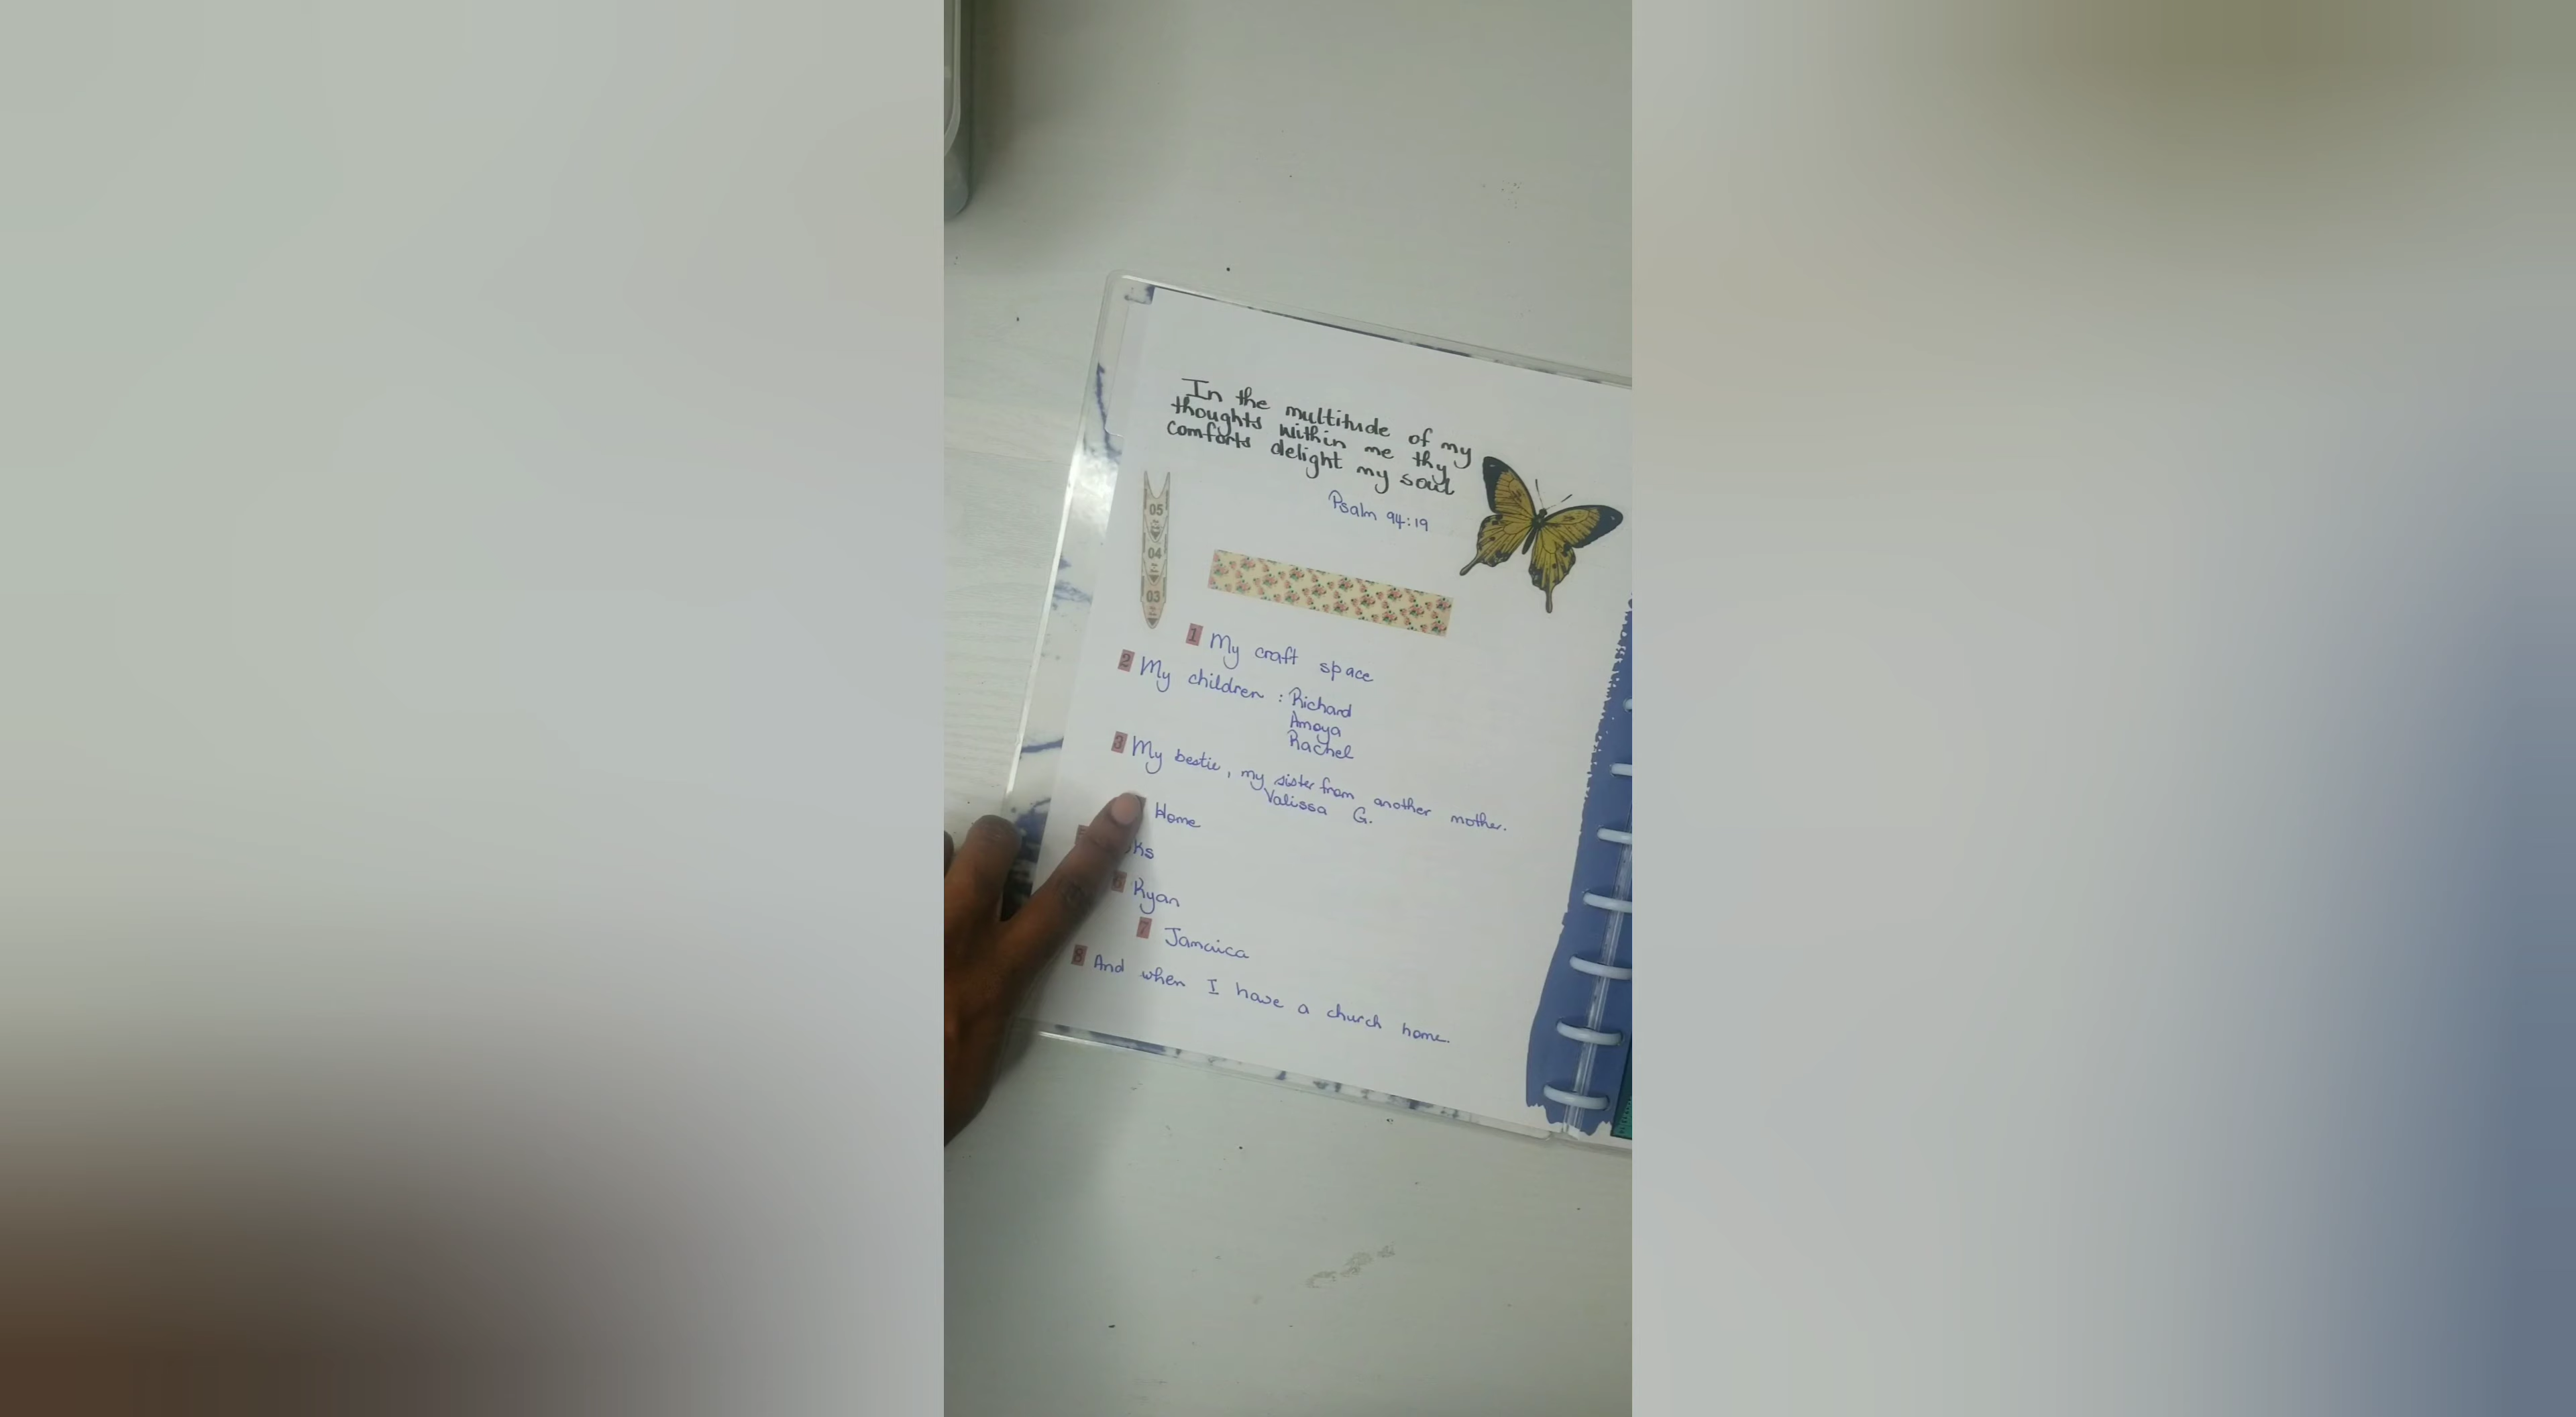 In the multitude of my
thoughts within me thy
comforts delight my soul
Psalm 94:19
05
04
03
1 My craft space
2 My children : Richard
Amoya
Rachel
3 My bestie, my sister from another mother.
Valissa G.
Home
6 Ryan
7 Jamaica
8 And when I have a church home.